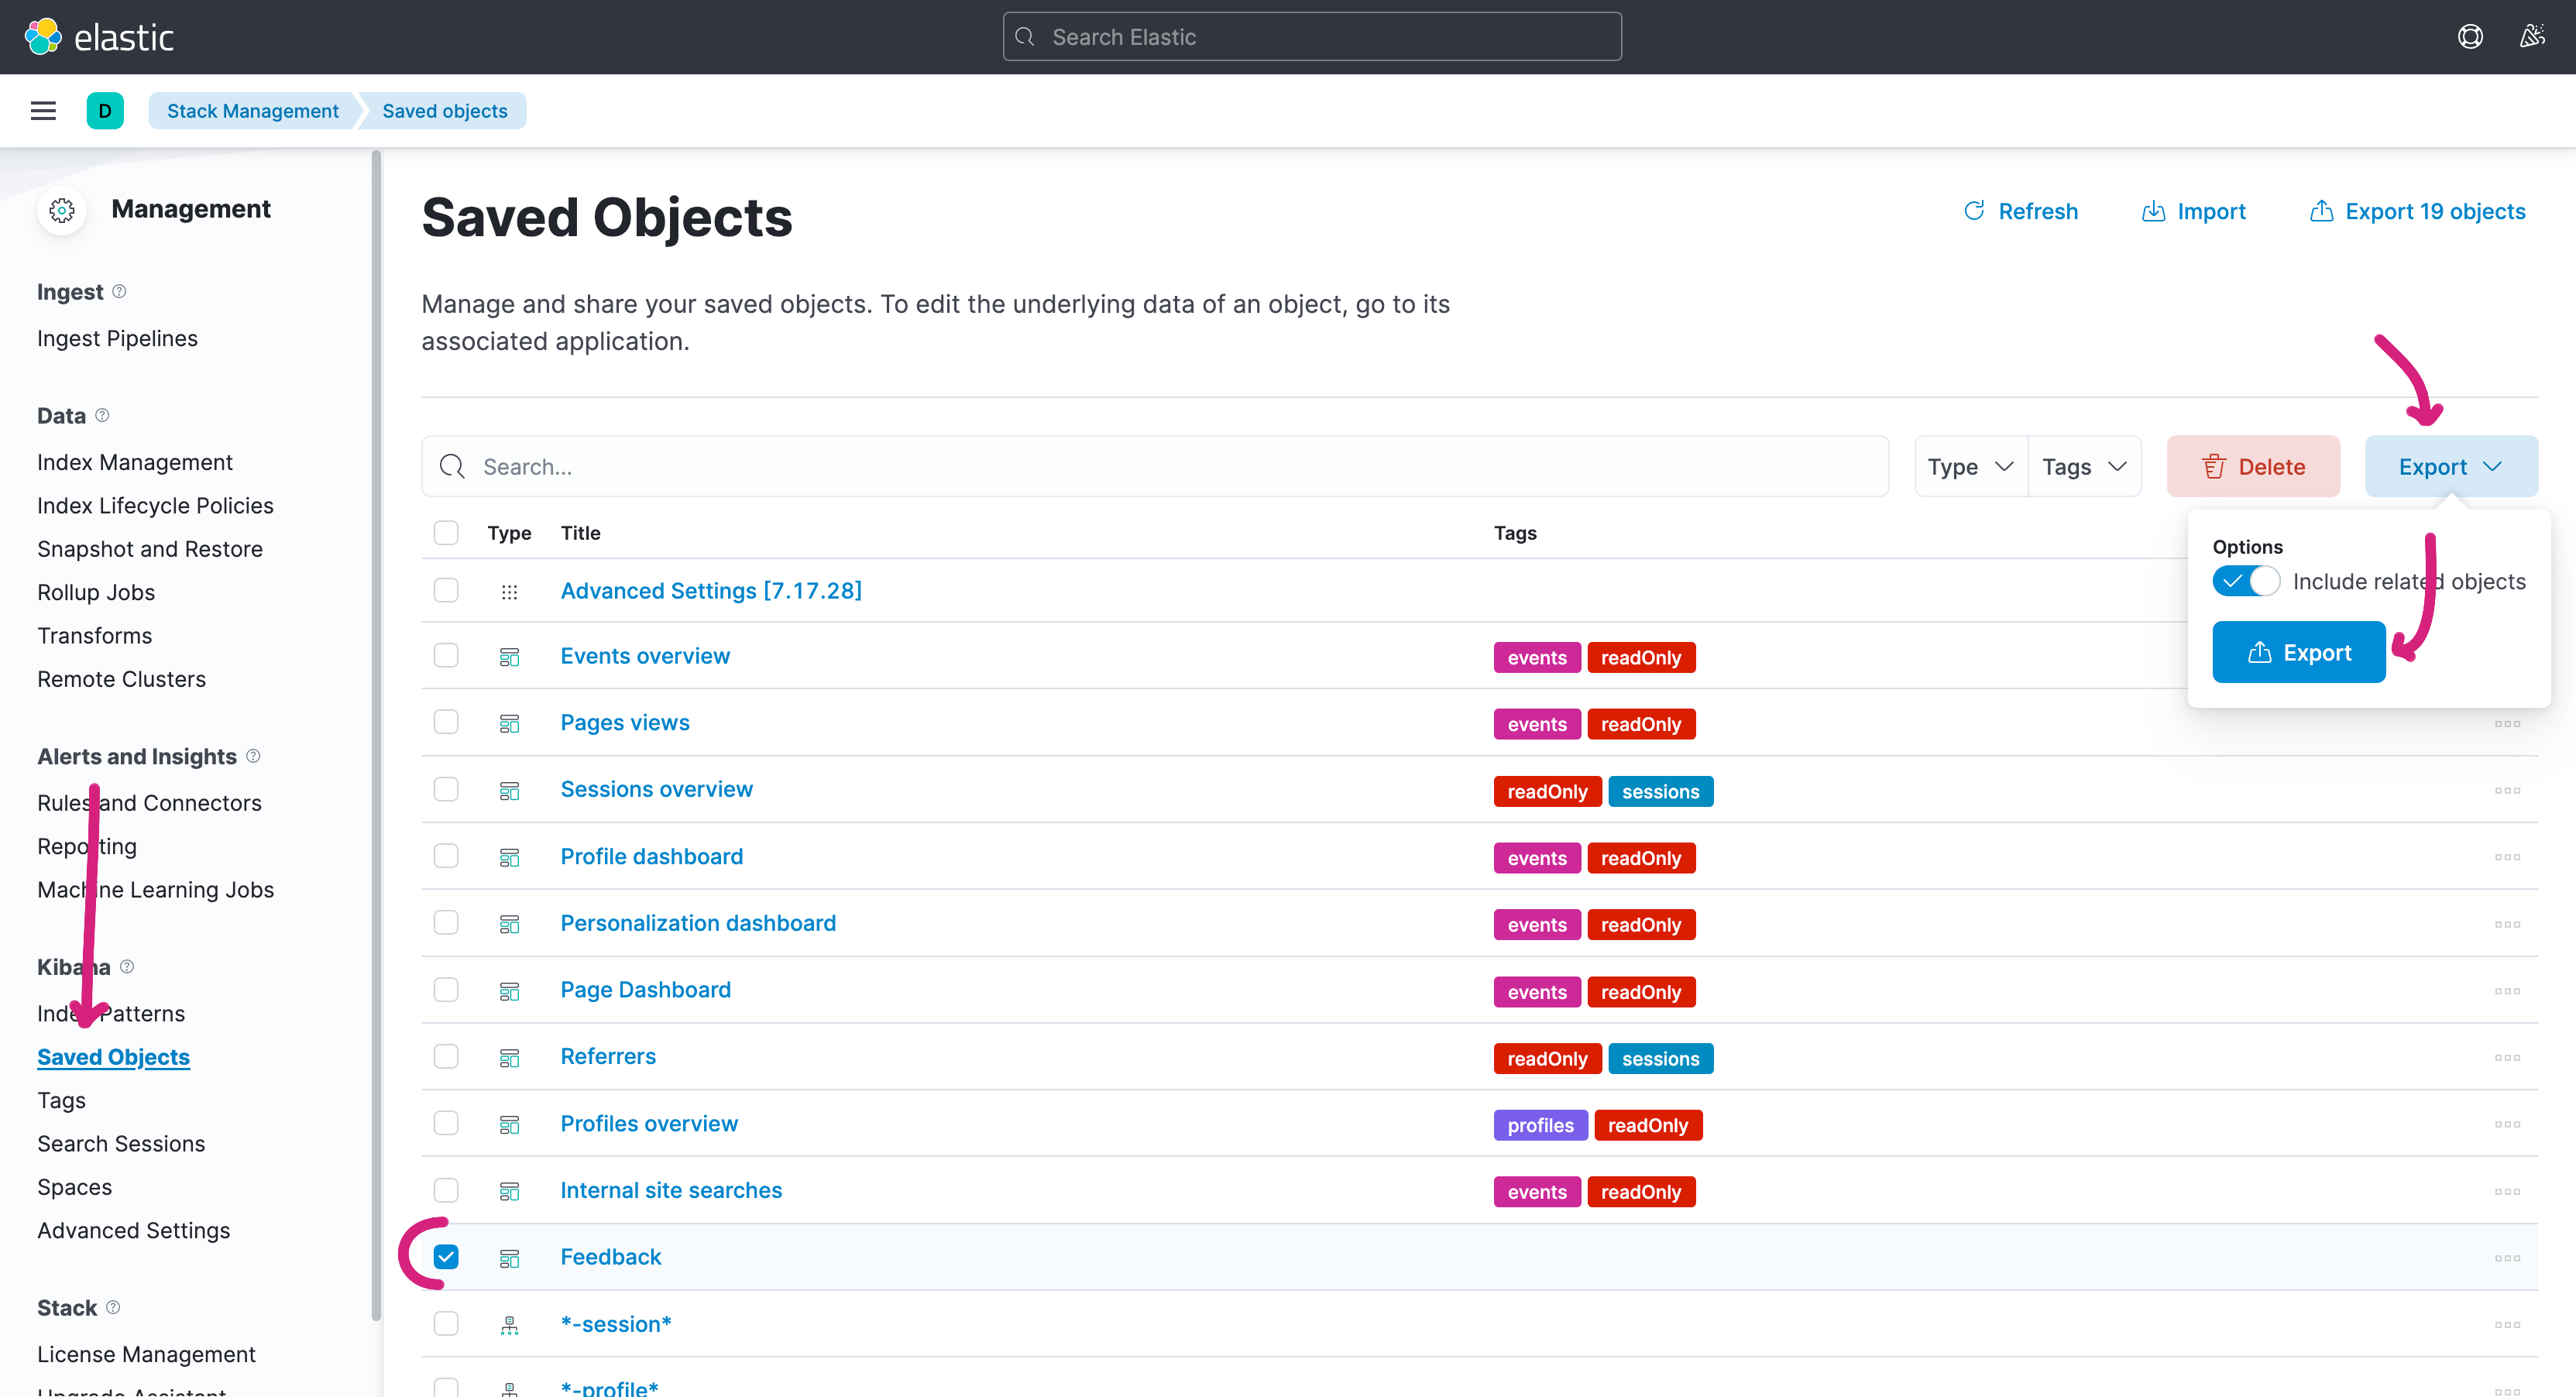 elastic
Search Elastic
D
Stack Management
Saved objects
Management
Ingest
Ingest Pipelines
Data
Index Management
Index Lifecycle Policies
Snapshot and Restore
Rollup Jobs
Transforms
Remote Clusters
Alerts and Insights
Rules and Connectors
Reporting
Machine Learning Jobs
Kibana
Index Patterns
Saved Objects
Tags
Search Sessions
Spaces
Advanced Settings
Stack
License Management
Upgrade Assistant
Saved Objects
Refresh
Import
Export 19 objects
Manage and share your saved objects. To edit the underlying data of an object, go to its
associated application.
Search...
Type
Tags
Delete
Export
Options
Include related objects
Export
Type Title Tags
Advanced Settings [7.17.28]
Events overview events readOnly
Pages views events readOnly
Sessions overview readOnly sessions
Profile dashboard events readOnly
Personalization dashboard events readOnly
Page Dashboard events readOnly
Referrers readOnly sessions
Profiles overview profiles readOnly
Internal site searches events readOnly
Feedback
*-session*
*-profile*